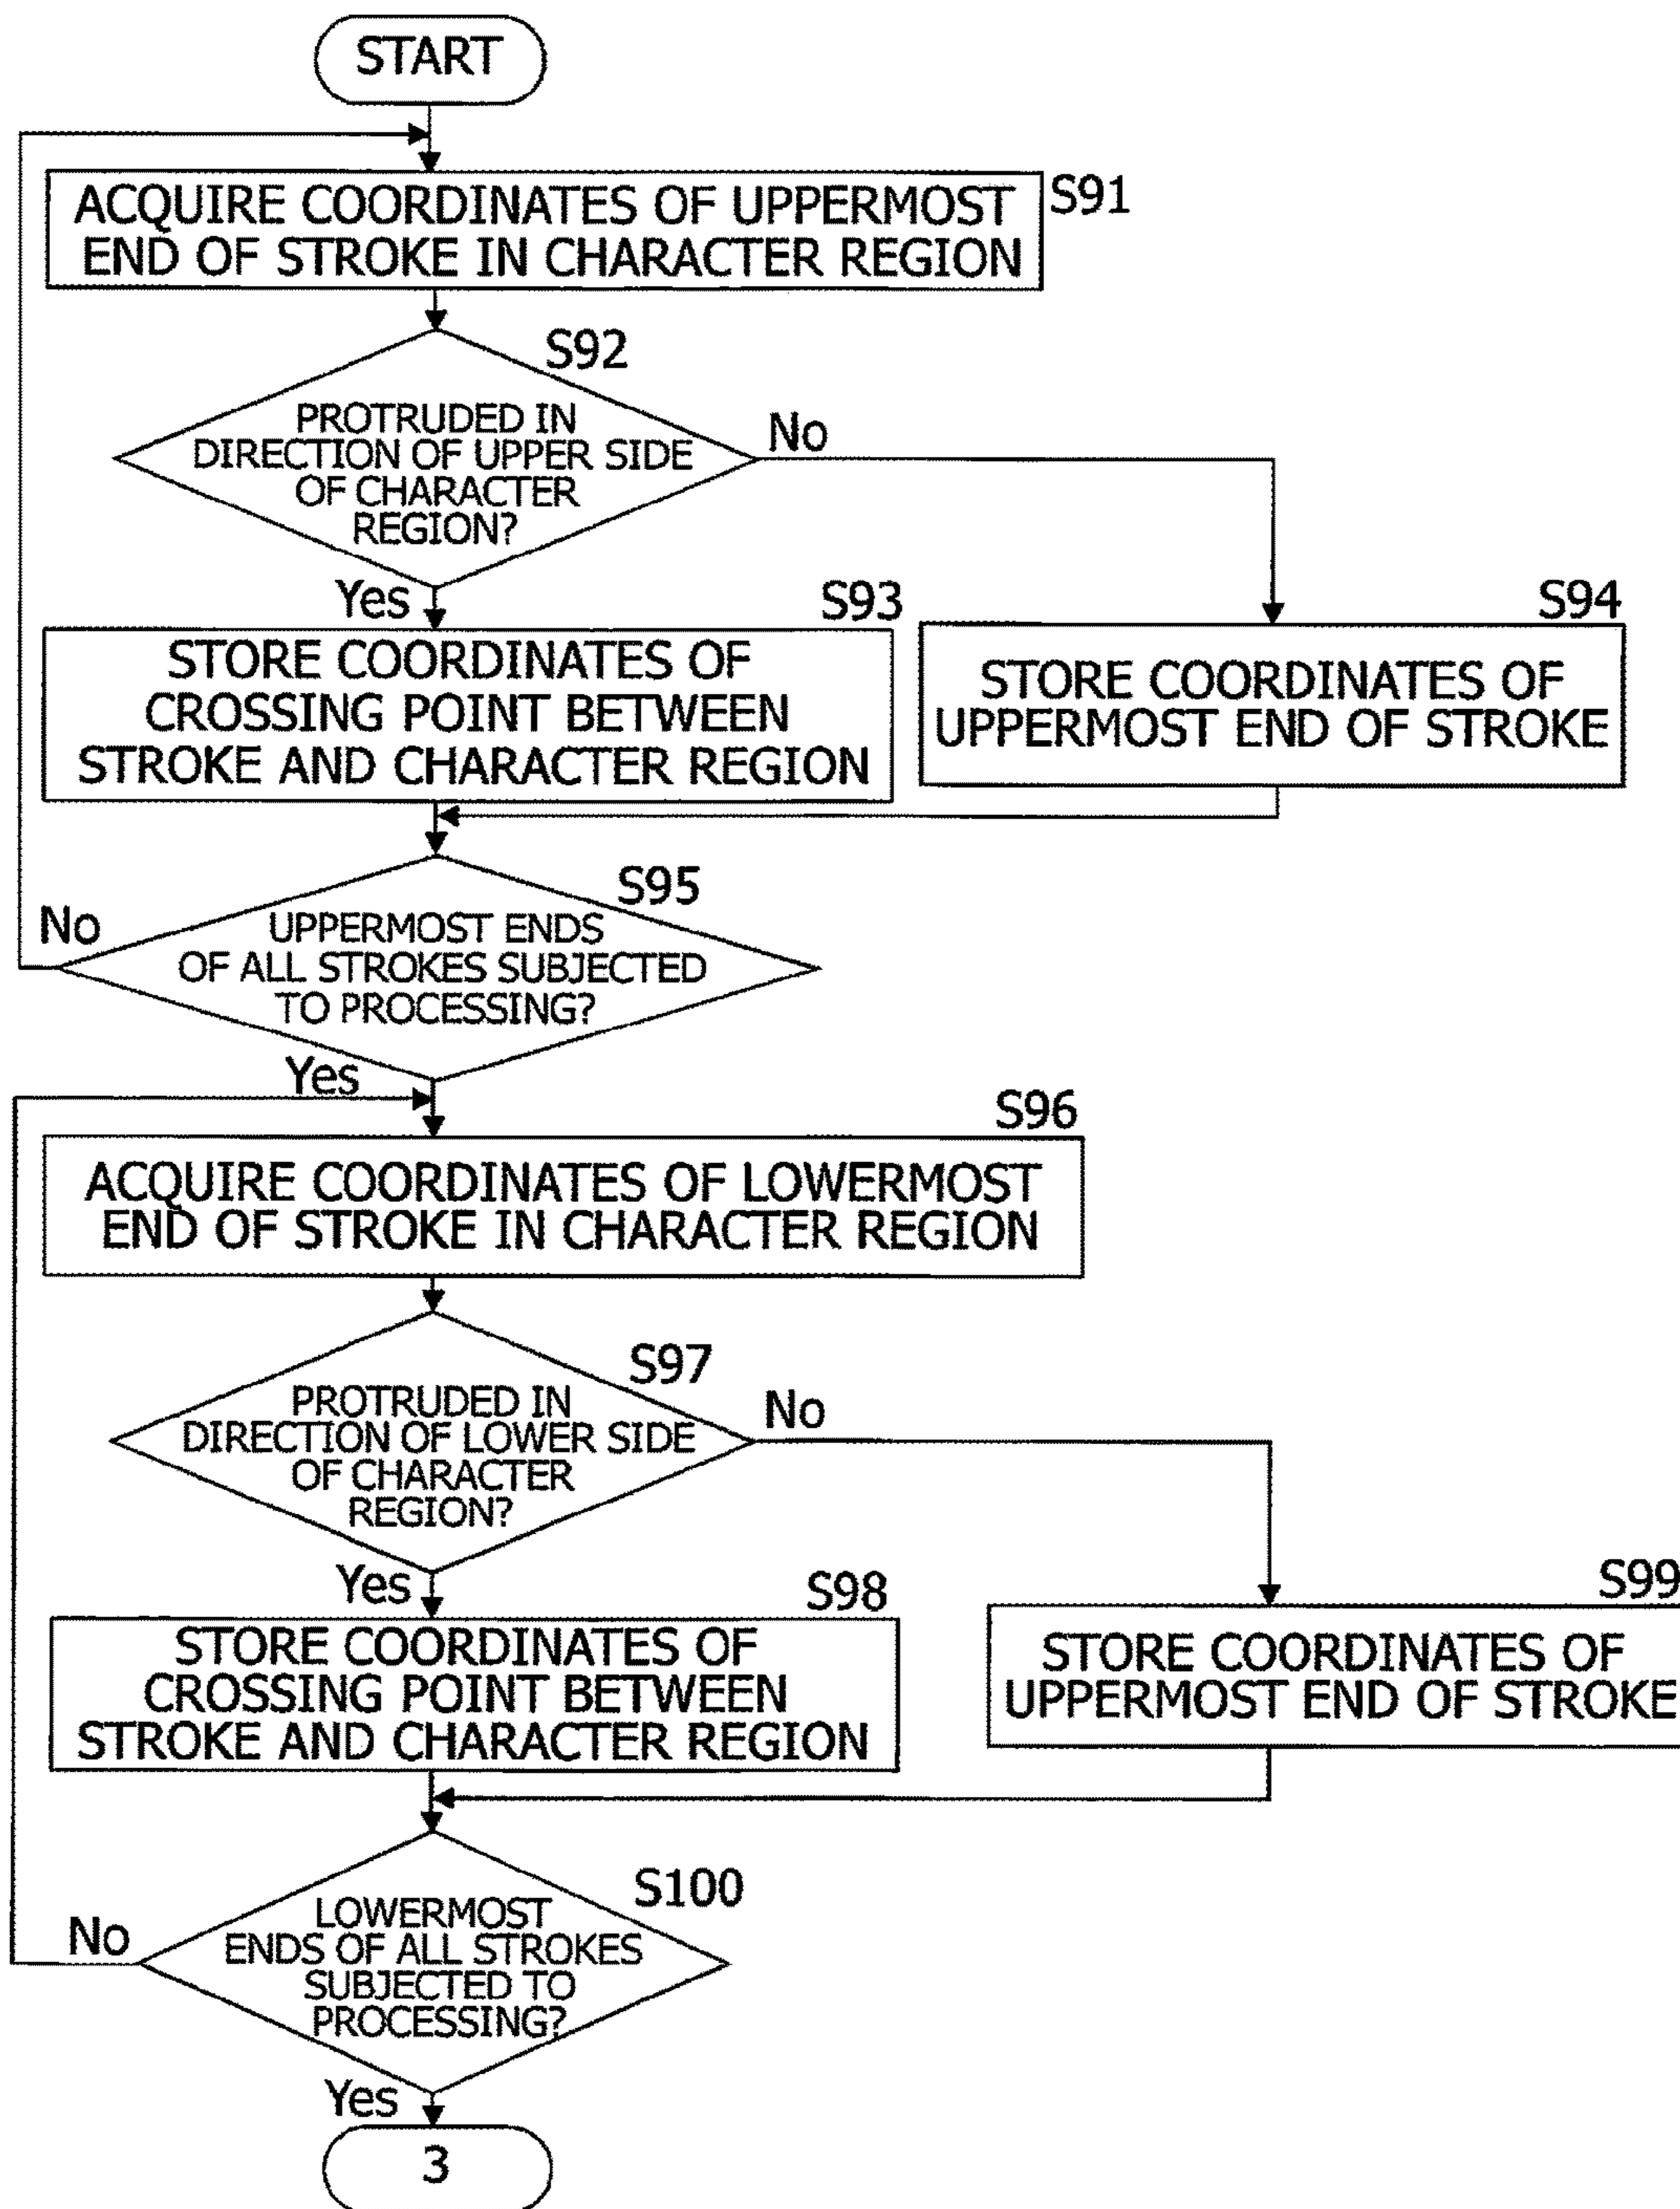 START
ACQUIRE COORDINATES OF UPPERMOST
END OF STROKE IN CHARACTER REGION
S91
S92
PROTRUDED IN
DIRECTION OF UPPER SIDE
OF CHARACTER
REGION?
No
Yes
S93
STORE COORDINATES OF
CROSSING POINT BETWEEN
STROKE AND CHARACTER REGION
S94
STORE COORDINATES OF
UPPERMOST END OF STROKE
S95
No
UPPERMOST ENDS
OF ALL STROKES SUBJECTED
TO PROCESSING?
Yes
S96
ACQUIRE COORDINATES OF LOWERMOST
END OF STROKE IN CHARACTER REGION
S97
PROTRUDED IN
DIRECTION OF LOWER SIDE
OF CHARACTER
REGION?
No
Yes
S98
STORE COORDINATES OF
CROSSING POINT BETWEEN
STROKE AND CHARACTER REGION
S99
STORE COORDINATES OF
UPPERMOST END OF STROKE
S100
No
LOWERMOST
ENDS OF ALL STROKES
SUBJECTED TO
PROCESSING?
Yes
3